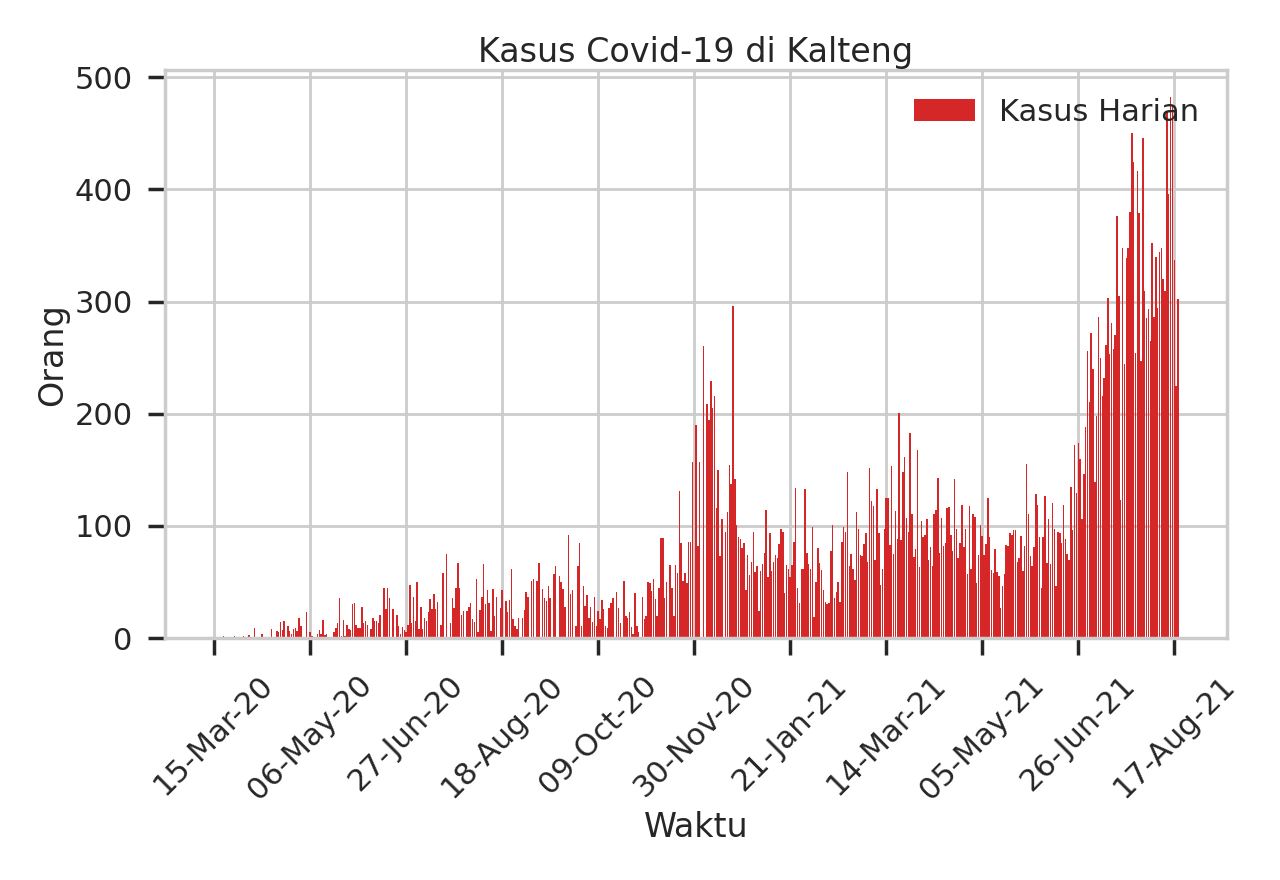 Kasus Covid-19 di Kalteng
Kasus Harian
500
400
300
200
100
0
Orang
15-Mar-20
06-May-20
27-Jun-20
18-Aug-20
09-Oct-20
30-Nov-20
21-Jan-21
14-Mar-21
05-May-21
26-Jun-21
17-Aug-21
Waktu